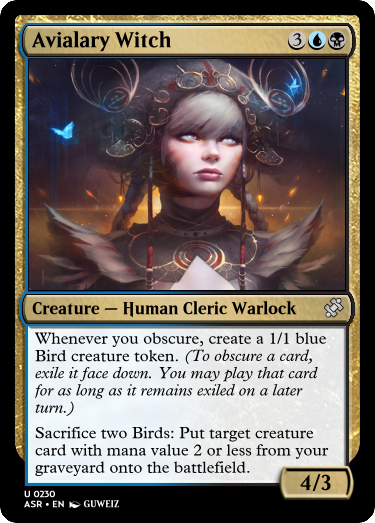 Avialary Witch 3
Creature — Human Cleric Warlock
Whenever you obscure, create a 1/1 blue
Bird creature token. (To obscure a card,
exile it face down. You may play that card
for as long as it remains exiled on a later
turn.)
Sacrifice two Birds: Put target creature
card with mana value 2 or less from your
graveyard onto the battlefield.
4/3
U 0230
ASR • EN GUWEIZ